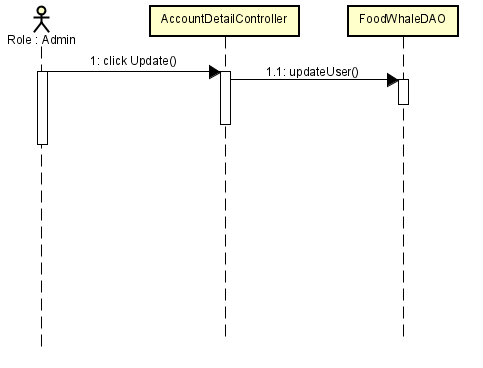 AccountDetailController
FoodWhaleDAO
Role : Admin
1: click Update()
1.1: updateUser()